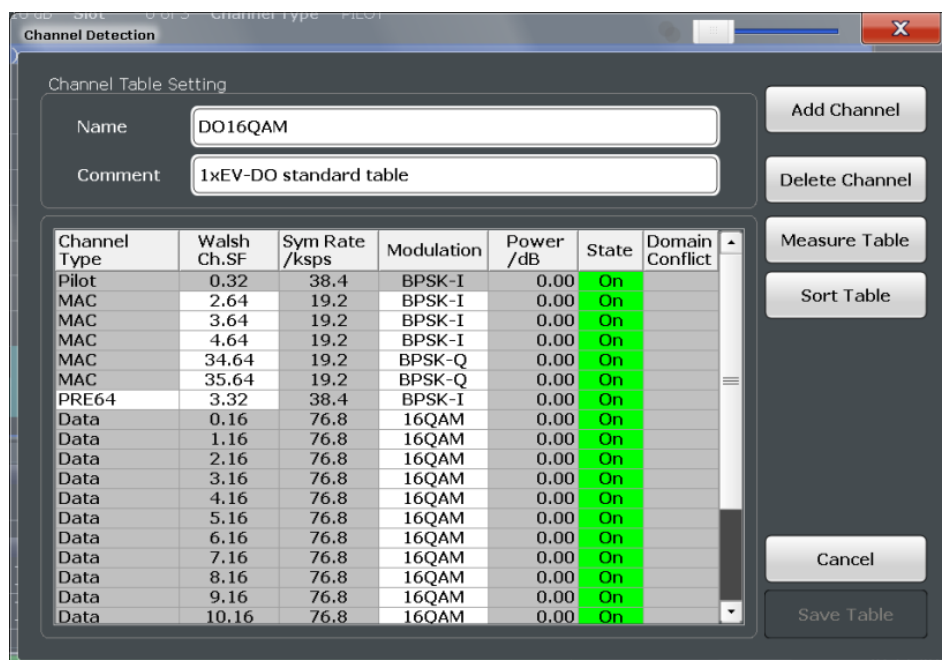 20 dB Slot 0 of 3 Channel Type PILOT
Channel Detection
Channel Table Setting
Name DO16QAM
Comment 1xEV-DO standard table
Add Channel
Delete Channel
Measure Table
Sort Table
Channel Type Walsh Ch.SF Sym Rate /ksps Modulation Power /dB State Domain Conflict
Pilot 0.32 38.4 BPSK-I 0.00 On
MAC 2.64 19.2 BPSK-I 0.00 On
MAC 3.64 19.2 BPSK-I 0.00 On
MAC 4.64 19.2 BPSK-I 0.00 On
MAC 34.64 19.2 BPSK-Q 0.00 On
MAC 35.64 19.2 BPSK-Q 0.00 On
PRE64 3.32 38.4 BPSK-I 0.00 On
Data 0.16 76.8 16QAM 0.00 On
Data 1.16 76.8 16QAM 0.00 On
Data 2.16 76.8 16QAM 0.00 On
Data 3.16 76.8 16QAM 0.00 On
Data 4.16 76.8 16QAM 0.00 On
Data 5.16 76.8 16QAM 0.00 On
Data 6.16 76.8 16QAM 0.00 On
Data 7.16 76.8 16QAM 0.00 On
Data 8.16 76.8 16QAM 0.00 On
Data 9.16 76.8 16QAM 0.00 On
Data 10.16 76.8 16QAM 0.00 On
Cancel
Save Table